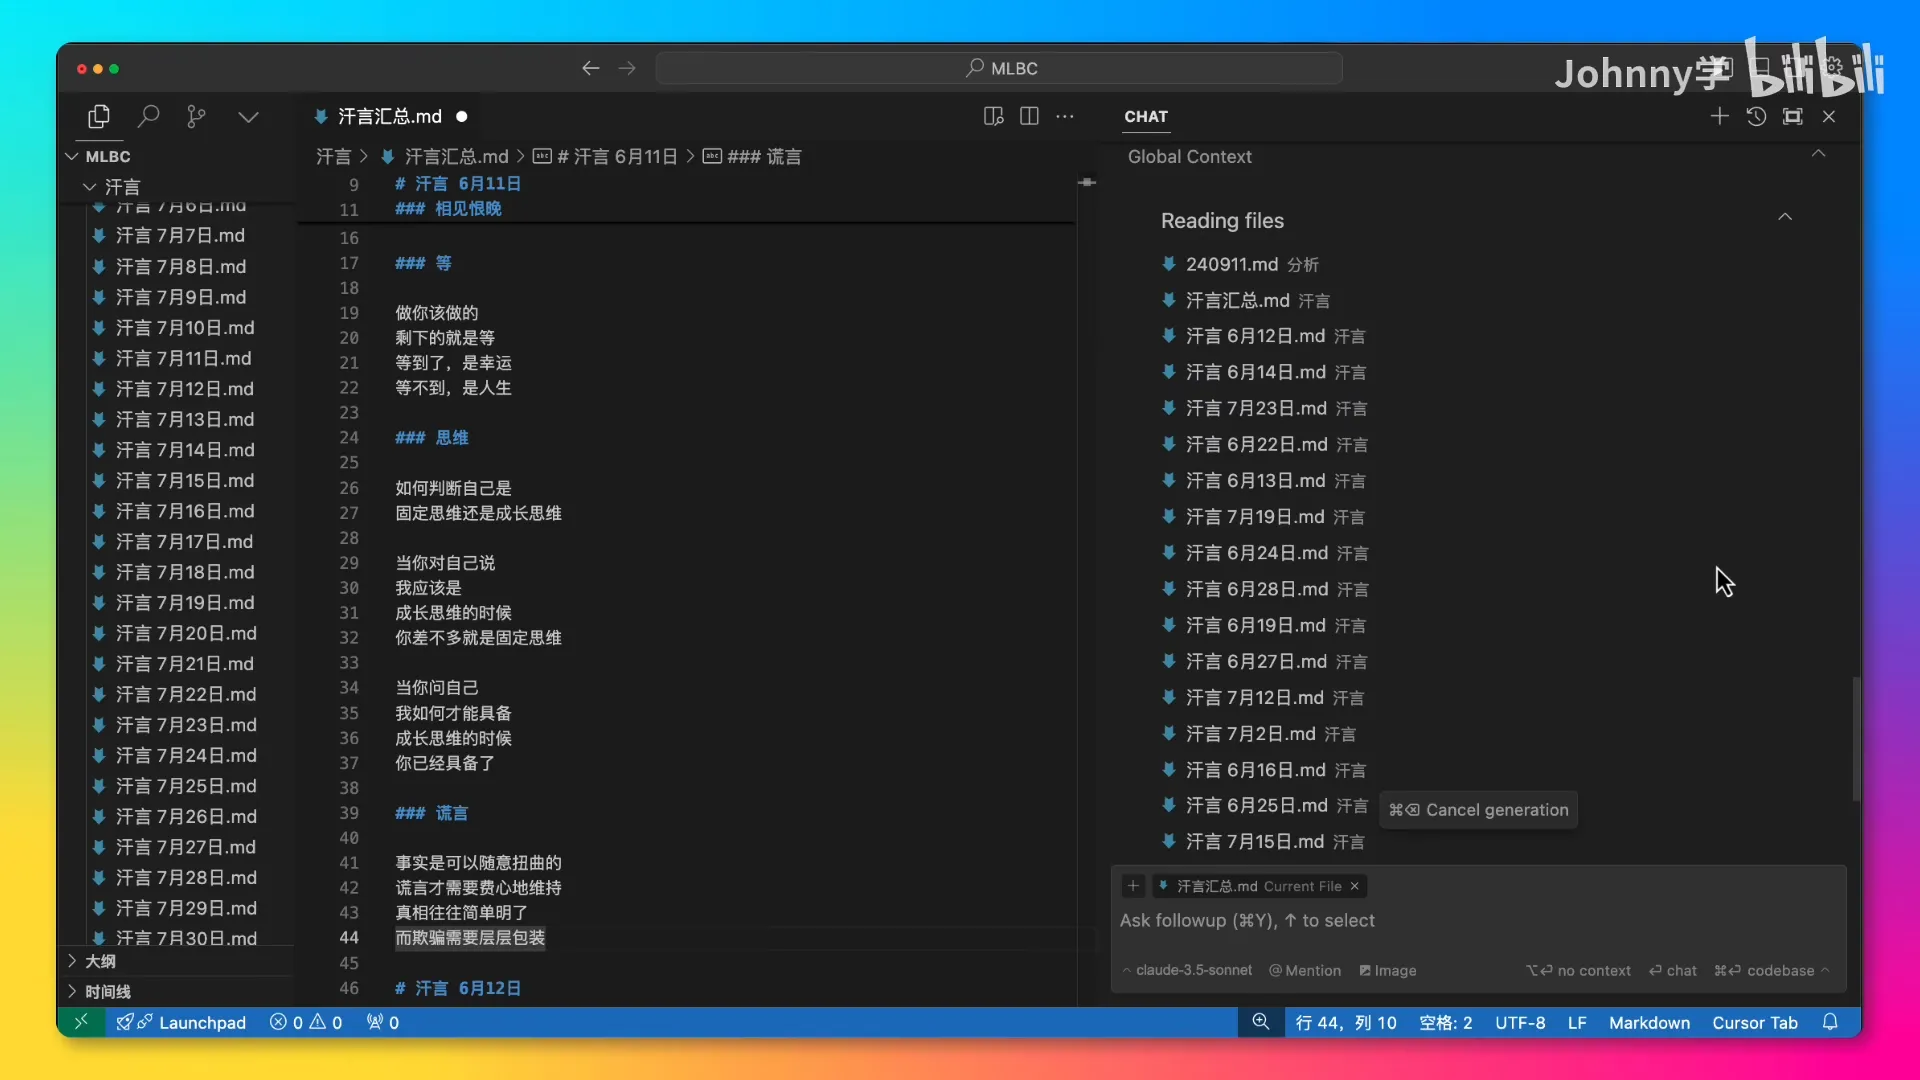 MLBC
Johnny学
bilibili
汗言汇总.md
CHAT
MLBC
汗言
汗言 7月6日.md
汗言 7月7日.md
汗言 7月8日.md
汗言 7月9日.md
汗言 7月10日.md
汗言 7月11日.md
汗言 7月12日.md
汗言 7月13日.md
汗言 7月14日.md
汗言 7月15日.md
汗言 7月16日.md
汗言 7月17日.md
汗言 7月18日.md
汗言 7月19日.md
汗言 7月20日.md
汗言 7月21日.md
汗言 7月22日.md
汗言 7月23日.md
汗言 7月24日.md
汗言 7月25日.md
汗言 7月26日.md
汗言 7月27日.md
汗言 7月28日.md
汗言 7月29日.md
汗言 7月30日.md
大纲
时间线
汗言 > 汗言汇总.md > # 汗言 6月11日 > ### 谎言
9 # 汗言 6月11日
11 ### 相见恨晚
16
17 ### 等
18
19 做你该做的
20 剩下的就是等
21 等到了，是幸运
22 等不到，是人生
23
24 ### 思维
25
26 如何判断自己是
27 固定思维还是成长思维
28
29 当你对自己说
30 我应该是
31 成长思维的时候
32 你差不多就是固定思维
33
34 当你问自己
35 我如何才能具备
36 成长思维的时候
37 你已经具备了
38
39 ### 谎言
40
41 事实是可以随意扭曲的
42 谎言才需要费心地维持
43 真相往往简单明了
44 而欺骗需要层层包装
45
46 # 汗言 6月12日
Global Context
Reading files
240911.md 分析
汗言汇总.md 汗言
汗言 6月12日.md 汗言
汗言 6月14日.md 汗言
汗言 7月23日.md 汗言
汗言 6月22日.md 汗言
汗言 6月13日.md 汗言
汗言 7月19日.md 汗言
汗言 6月24日.md 汗言
汗言 6月28日.md 汗言
汗言 6月19日.md 汗言
汗言 6月27日.md 汗言
汗言 7月12日.md 汗言
汗言 7月2日.md 汗言
汗言 6月16日.md 汗言
汗言 6月25日.md 汗言
⌘⌫ Cancel generation
汗言 7月15日.md 汗言
+ 汗言汇总.md Current File ×
Ask followup (⌘Y), ↑ to select
claude-3.5-sonnet @ Mention Image ⌥⏎ no context ⏎ chat ⌘⏎ codebase
Launchpad 0 0 0 行 44，列 10 空格: 2 UTF-8 LF Markdown Cursor Tab